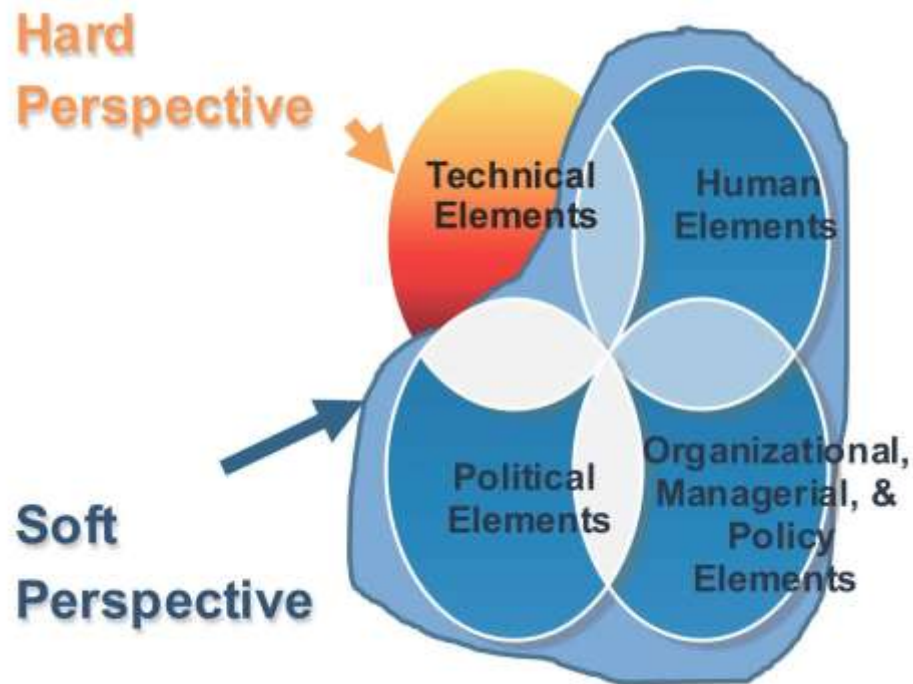 Hard
Perspective
Technical
Elements
Human
Elements
Political
Elements
Organizational,
Managerial, &
Policy
Elements
Soft
Perspective